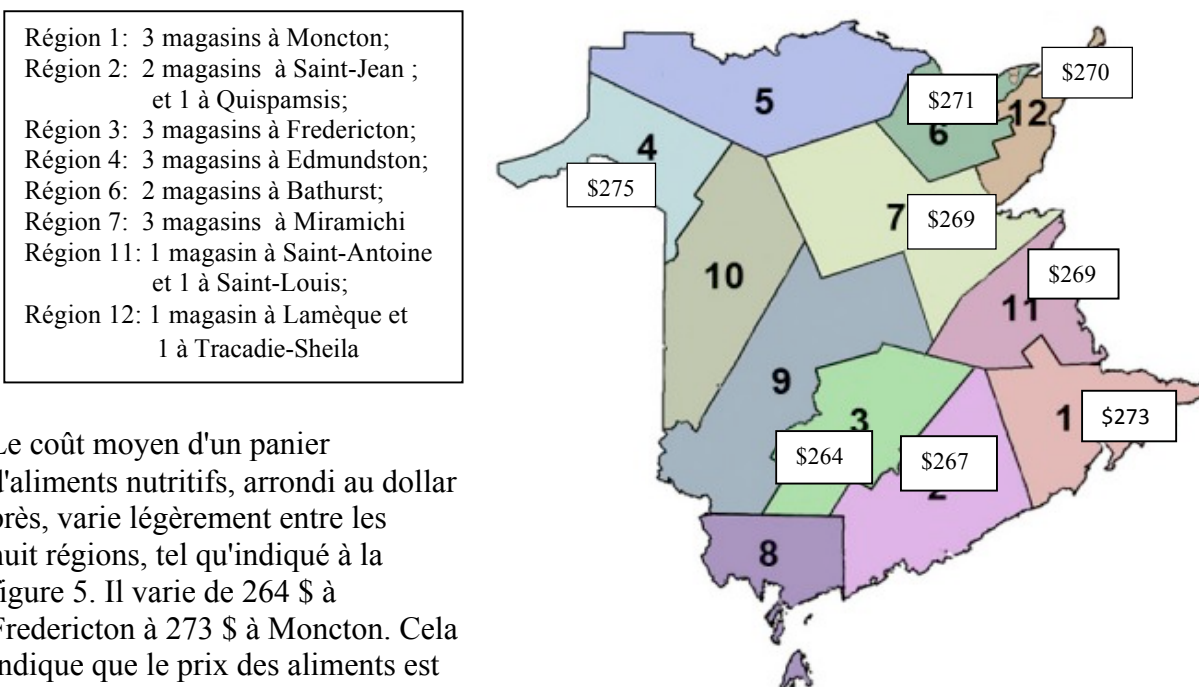 Région 1: 3 magasins à Moncton;
Région 2: 2 magasins à Saint-Jean ;
et 1 à Quispamsis;
Région 3: 3 magasins à Fredericton;
Région 4: 3 magasins à Edmundston;
Région 6: 2 magasins à Bathurst;
Région 7: 3 magasins à Miramichi
Région 11: 1 magasin à Saint-Antoine
et 1 à Saint-Louis;
Région 12: 1 magasin à Lamèque et
1 à Tracadie-Sheila
Le coût moyen d'un panier
d'aliments nutritifs, arrondi au dollar
près, varie légèrement entre les
huit régions, tel qu'indiqué à la
figure 5. Il varie de 264 $ à
Fredericton à 273 $ à Moncton. Cela
indique que le prix des aliments est
$270
5
$271
12
6
4
$275
7
$269
10
$269
11
9
3
1
$273
$264
$267
2
8